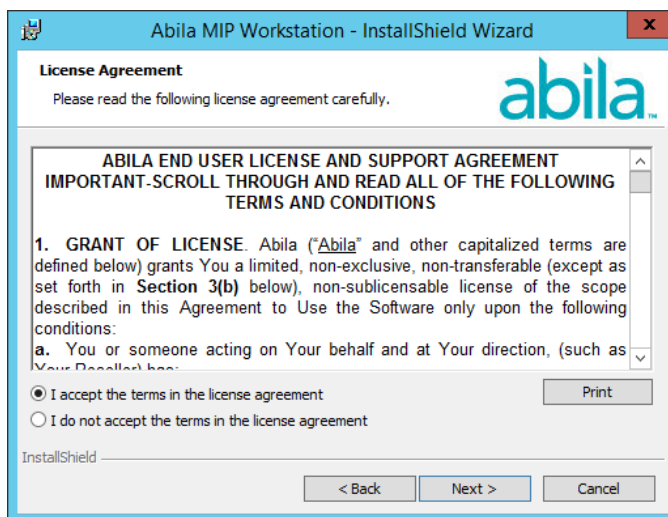 Abila MIP Workstation - InstallShield Wizard
x
License Agreement
Please read the following license agreement carefully.
abila™
ABILA END USER LICENSE AND SUPPORT AGREEMENT
IMPORTANT-SCROLL THROUGH AND READ ALL OF THE FOLLOWING
TERMS AND CONDITIONS
1. GRANT OF LICENSE. Abila (“Abila” and other capitalized terms are
defined below) grants You a limited, non-exclusive, non-transferable (except as
set forth in Section 3(b) below), non-sublicensable license of the scope
described in this Agreement to Use the Software only upon the following
conditions:
a. You or someone acting on Your behalf and at Your direction, (such as
Your Reseller) has:
I accept the terms in the license agreement
Print
I do not accept the terms in the license agreement
InstallShield
< Back
Next >
Cancel